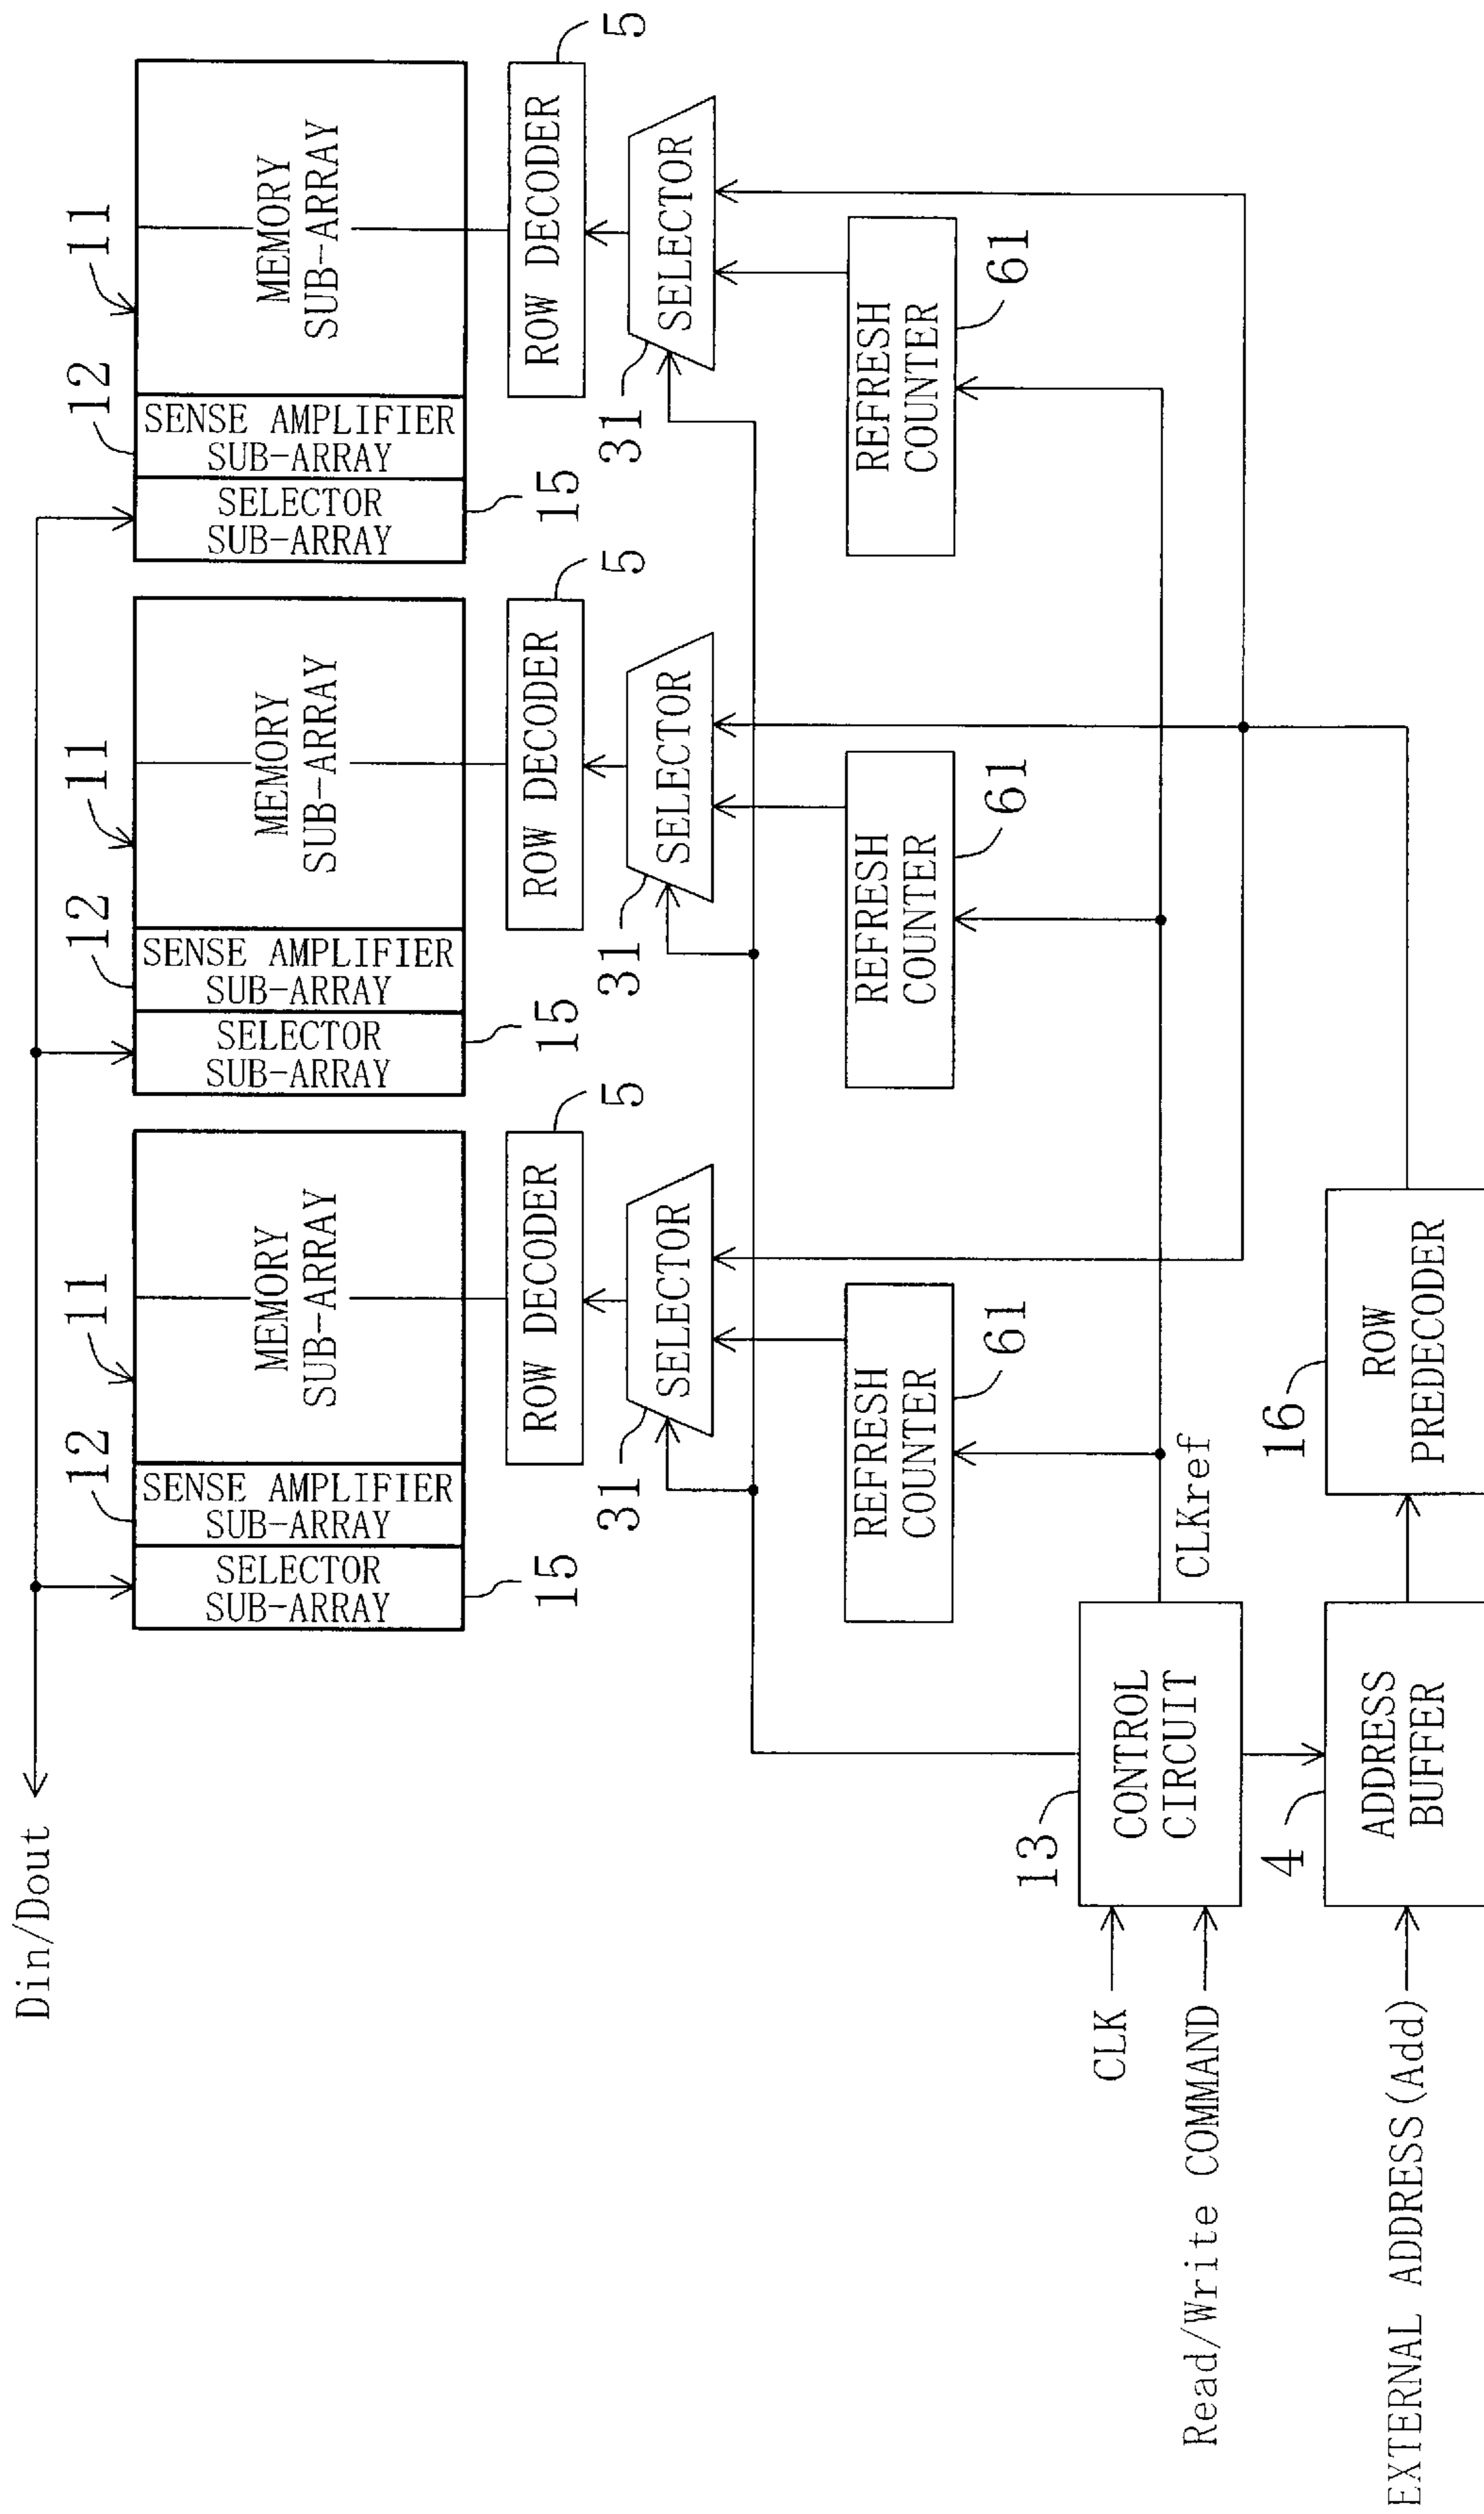 Din/Dout
12
11
12
11
12
11
SELECTOR
SUB-ARRAY
SENSE AMPLIFIER
SUB-ARRAY
MEMORY
SUB-ARRAY
SELECTOR
SUB-ARRAY
SENSE AMPLIFIER
SUB-ARRAY
MEMORY
SUB-ARRAY
SELECTOR
SUB-ARRAY
SENSE AMPLIFIER
SUB-ARRAY
MEMORY
SUB-ARRAY
15
ROW DECODER
5
15
ROW DECODER
5
15
ROW DECODER
5
31
SELECTOR
31
SELECTOR
31
SELECTOR
REFRESH
COUNTER
61
REFRESH
COUNTER
61
REFRESH
COUNTER
61
13
CLK
Read/Write COMMAND
CONTROL
CIRCUIT
CLKref
4
16
EXTERNAL ADDRESS(Add)
ADDRESS
BUFFER
ROW
PREDECODER